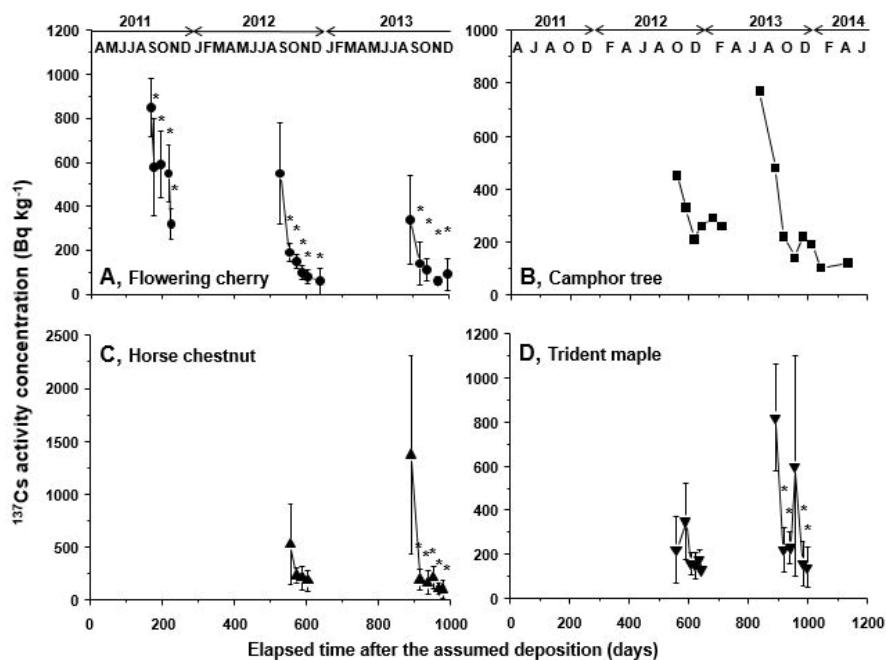 2011 2012 2013
AMJJASOND JFMAMJJASOND JFMAMJJASOND
1200
1000
800
600
400
200
0
A, Flowering cherry
2011 2012 2013 2014
A J A O D F A J A O D F A J A O D F A J
1000
800
600
400
200
0
B, Camphor tree
2500
2000
1500
1000
500
0
C, Horse chestnut
0 200 400 600 800 1000
1200
1000
800
600
400
200
0
D, Trident maple
0 200 400 600 800 1000 1200
¹³⁷Cs activity concentration (Bq kg⁻¹)
Elapsed time after the assumed deposition (days)